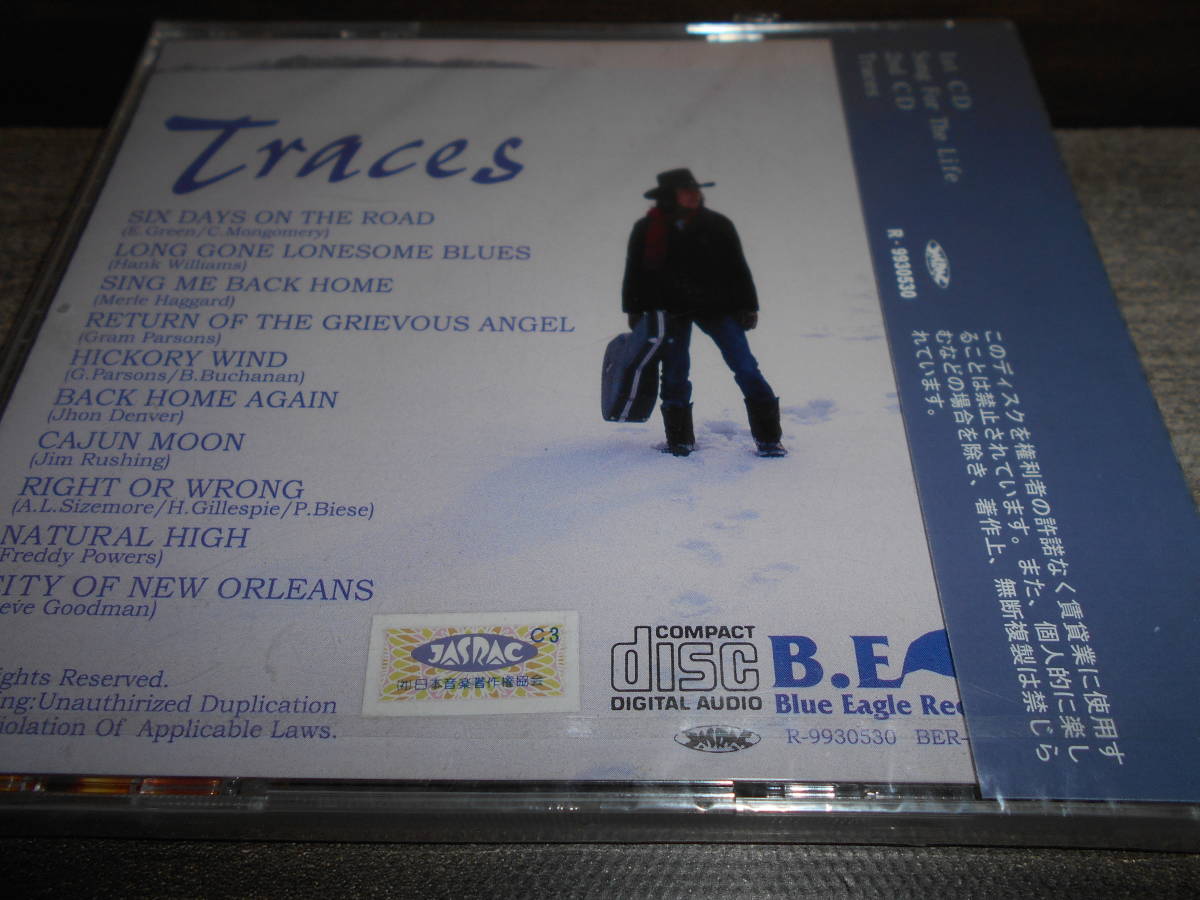 Traces
SIX DAYS ON THE ROAD
(E.Green/C.Mongomery)
LONG GONE LONESOME BLUES
(Hank Williams)
SING ME BACK HOME
(Merle Haggard)
RETURN OF THE GRIEVOUS ANGEL
(Gram Parsons)
HICKORY WIND
(G.Parsons/B.Buchanan)
BACK HOME AGAIN
(Jhon Denver)
CAJUN MOON
(Jim Rushing)
RIGHT OR WRONG
(A.L.Sizemore/H.Gillespie/P.Biese)
NATURAL HIGH
Freddy Powers)
CITY OF NEW ORLEANS
eve Goodman)
ights Reserved.
ng:Unauthirized Duplication
iolation Of Applicable Laws.
JASRAC C3
(社)日本音楽著作権協会
COMPACT
disc
DIGITAL AUDIO
B.E
Blue Eagle Rec
JASRAC R-9930530 BER-
1st CD
Song For The Life
2nd CD
Traces
R-9930530
JASRAC
このディスクを権利者の許諾なく賃貸業に使用す
ることは禁止されています。また、個人的に楽し
むなどの場合を除き、著作上、無断複製は禁じら
れています。